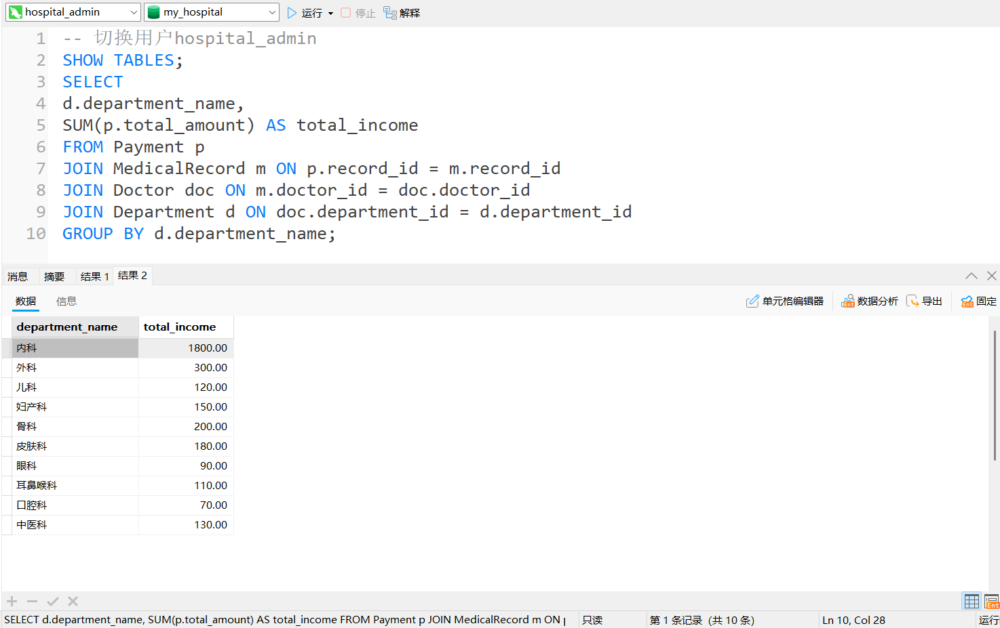 hospital_admin my_hospital 运行 停止 解释
1 -- 切换用户hospital_admin
2 SHOW TABLES;
3 SELECT
4 d.department_name,
5 SUM(p.total_amount) AS total_income
6 FROM Payment p
7 JOIN MedicalRecord m ON p.record_id = m.record_id
8 JOIN Doctor doc ON m.doctor_id = doc.doctor_id
9 JOIN Department d ON doc.department_id = d.department_id
10 GROUP BY d.department_name;
消息 摘要 结果 1 结果 2
数据 信息 单元格编辑器 数据分析 导出 固定
department_name total_income
内科 1800.00
外科 300.00
儿科 120.00
妇产科 150.00
骨科 200.00
皮肤科 180.00
眼科 90.00
耳鼻喉科 110.00
口腔科 70.00
中医科 130.00
SELECT d.department_name, SUM(p.total_amount) AS total_income FROM Payment p JOIN MedicalRecord m ON p 只读 第 1 条记录 (共 10 条) Ln 10, Col 28 运行